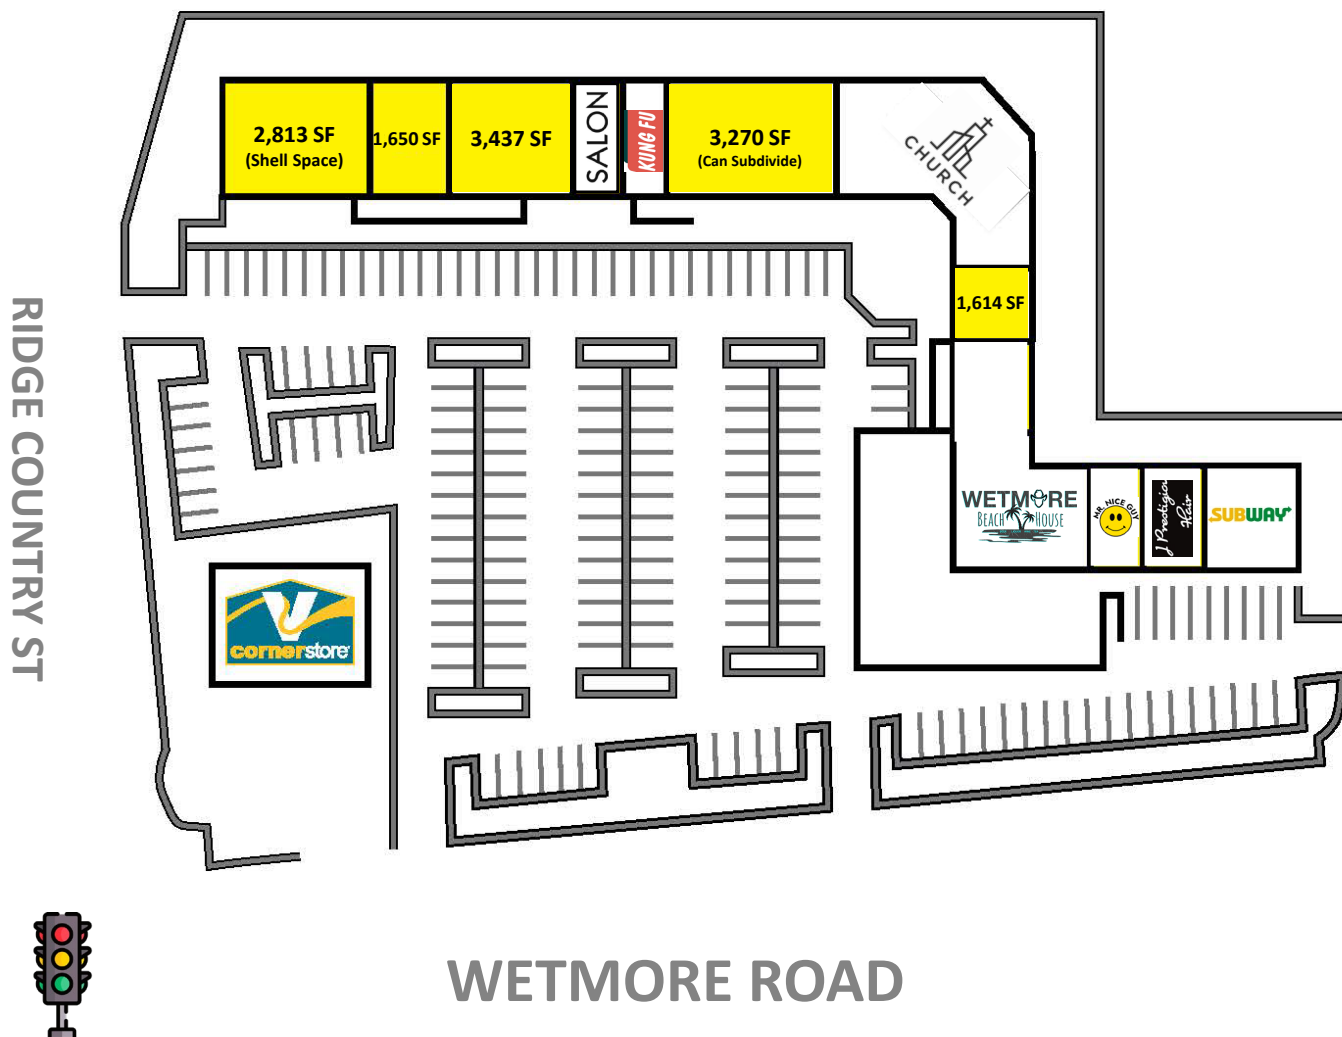 2,813 SF
(Shell Space)
1,650 SF
3,437 SF
SALON
KUNG FU
3,270 SF
(Can Subdivide)
CHURCH
1,614 SF
RIDGE COUNTRY ST
WETMORE
BEACH HOUSE
MR. NICE GUY
J Prodigin
Hair
SUBWAY
V
cornerstore
WETMORE ROAD